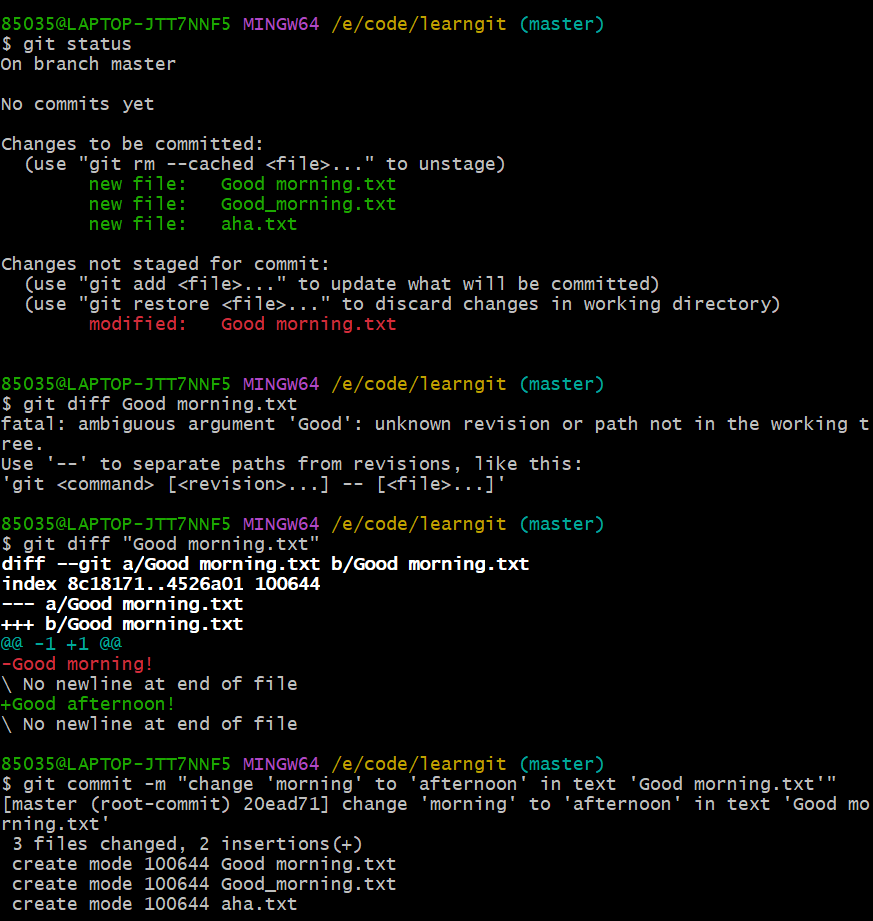 85035@LAPTOP-JTT7NNF5 MINGW64 /e/code/learngit (master)
$ git status
On branch master

No commits yet

Changes to be committed:
  (use "git rm --cached <file>..." to unstage)
        new file:   Good morning.txt
        new file:   Good_morning.txt
        new file:   aha.txt

Changes not staged for commit:
  (use "git add <file>..." to update what will be committed)
  (use "git restore <file>..." to discard changes in working directory)
        modified:   Good morning.txt


85035@LAPTOP-JTT7NNF5 MINGW64 /e/code/learngit (master)
$ git diff Good morning.txt
fatal: ambiguous argument 'Good': unknown revision or path not in the working t
ree.
Use '--' to separate paths from revisions, like this:
'git <command> [<revision>...] -- [<file>...]'

85035@LAPTOP-JTT7NNF5 MINGW64 /e/code/learngit (master)
$ git diff "Good morning.txt"
diff --git a/Good morning.txt b/Good morning.txt
index 8c18171..4526a01 100644
--- a/Good morning.txt
+++ b/Good morning.txt
@@ -1 +1 @@
-Good morning!
\ No newline at end of file
+Good afternoon!
\ No newline at end of file

85035@LAPTOP-JTT7NNF5 MINGW64 /e/code/learngit (master)
$ git commit -m "change 'morning' to 'afternoon' in text 'Good morning.txt'"
[master (root-commit) 20ead71] change 'morning' to 'afternoon' in text 'Good mo
rning.txt'
 3 files changed, 2 insertions(+)
 create mode 100644 Good morning.txt
 create mode 100644 Good_morning.txt
 create mode 100644 aha.txt